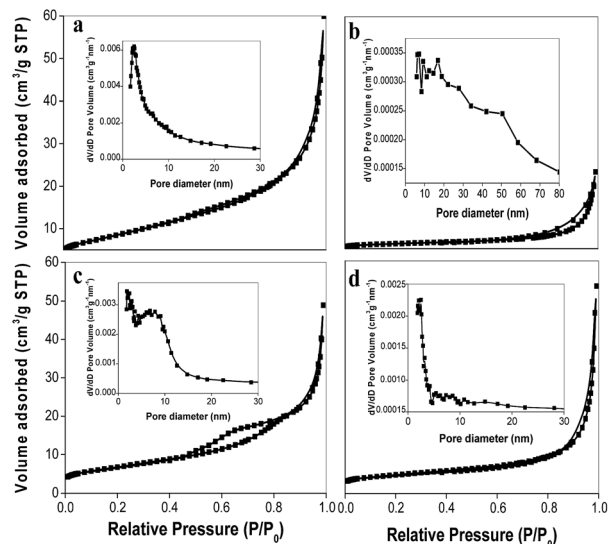 a
60
50
40
30
20
10
Volume adsorbed (cm³/g STP)
0.006
0.004
0.002
0.000
dV/dD Pore Volume (cm³g⁻¹nm⁻¹)
0 10 20 30
Pore diameter (nm)
b
0.00035
0.00030
0.00025
0.00020
0.00015
dV/dD Pore Volume (cm³g⁻¹nm⁻¹)
0 10 20 30 40 50 60 70 80
Pore diameter (nm)
c
60
50
40
30
20
10
0
Volume adsorbed (cm³/g STP)
0.003
0.002
0.001
0.000
dV/dD Pore Volume (cm³g⁻¹nm⁻¹)
0 10 20 30
Pore diameter (nm)
0.0 0.2 0.4 0.6 0.8 1.0
Relative Pressure (P/P₀)
d
0.0025
0.0020
0.0015
0.0010
0.00015
dV/dD Pore Volume (cm³g⁻¹nm⁻¹)
0 10 20 30
Pore diameter (nm)
0.0 0.2 0.4 0.6 0.8 1.0
Relative Pressure (P/P₀)